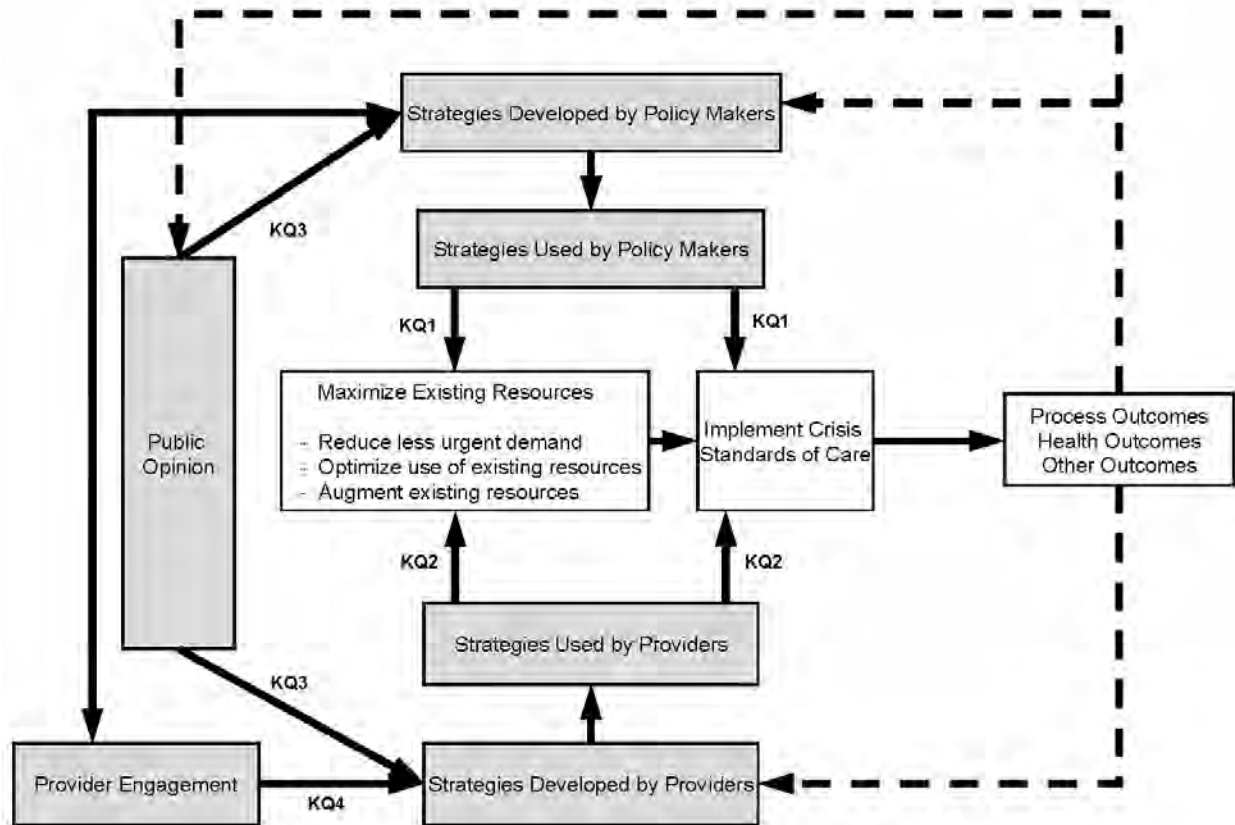 Strategies Developed by Policy Makers
KQ3
Strategies Used by Policy Makers
KQ1
KQ1
Public
Opinion
Maximize Existing Resources
- Reduce less urgent demand
- Optimize use of existing resources
- Augment existing resources
Implement Crisis
Standards of Care
Process Outcomes
Health Outcomes
Other Outcomes
KQ2
KQ2
Strategies Used by Providers
KQ3
Provider Engagement
KQ4
Strategies Developed by Providers